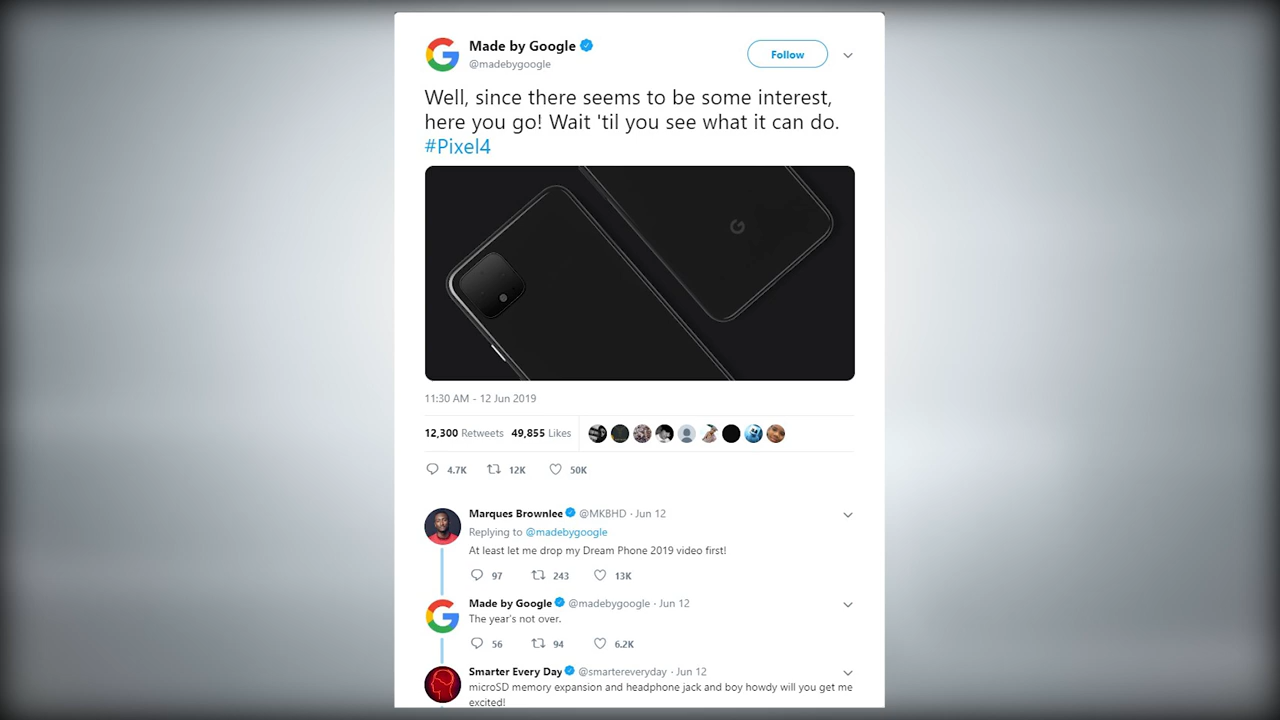 Made by Google
@madebygoogle
Follow
Well, since there seems to be some interest,
here you go! Wait 'til you see what it can do.
#Pixel4
G
11:30 AM - 12 Jun 2019
12,300 Retweets 49,855 Likes
4.7K 12K 50K
Marques Brownlee @MKBHD · Jun 12
Replying to @madebygoogle
At least let me drop my Dream Phone 2019 video first!
97 243 13K
Made by Google @madebygoogle · Jun 12
The year's not over.
56 94 6.2K
Smarter Every Day @smartereveryday · Jun 12
microSD memory expansion and headphone jack and boy howdy will you get me
excited!